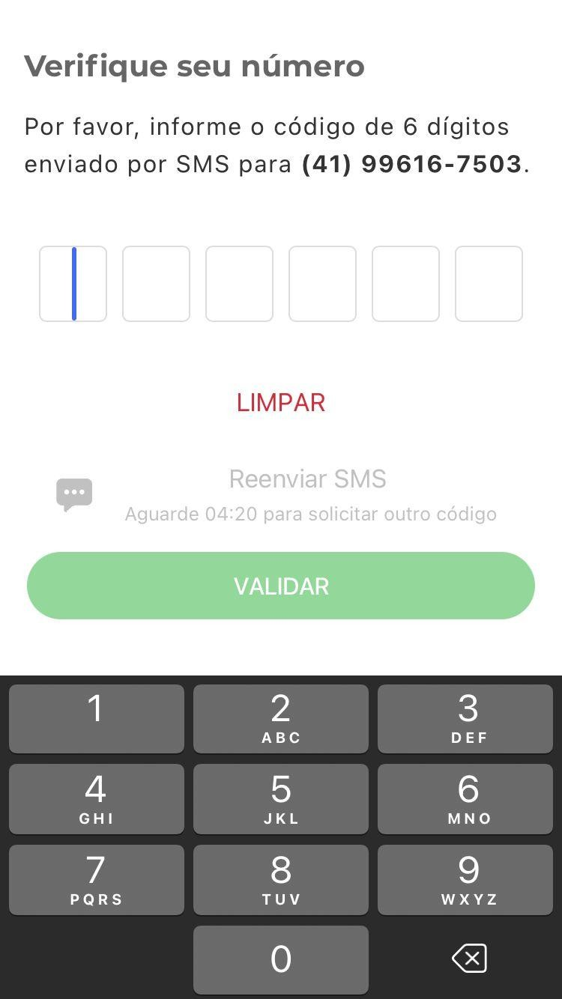 Verifique seu número
Por favor, informe o código de 6 dígitos
enviado por SMS para (41) 99616-7503.
LIMPAR
Reenviar SMS
Aguarde 04:20 para solicitar outro código
VALIDAR
1 2 3
ABC DEF
4 5 6
GHI JKL MNO
7 8 9
PQRS TUV WXYZ
0